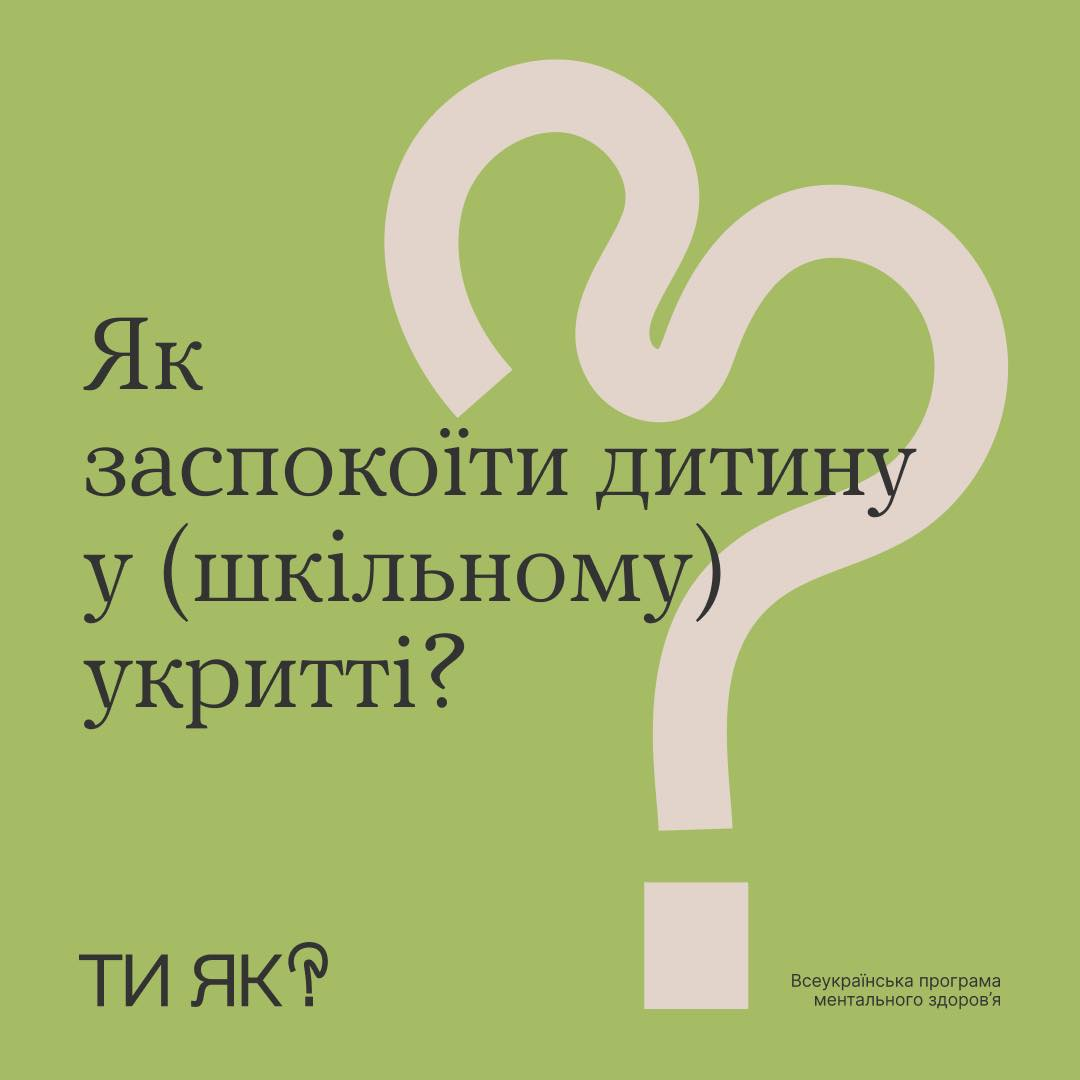 Як
заспокоїти дитину
у (шкільному)
укритті?
ТИ ЯК?
Всеукраїнська програма
ментального здоров’я